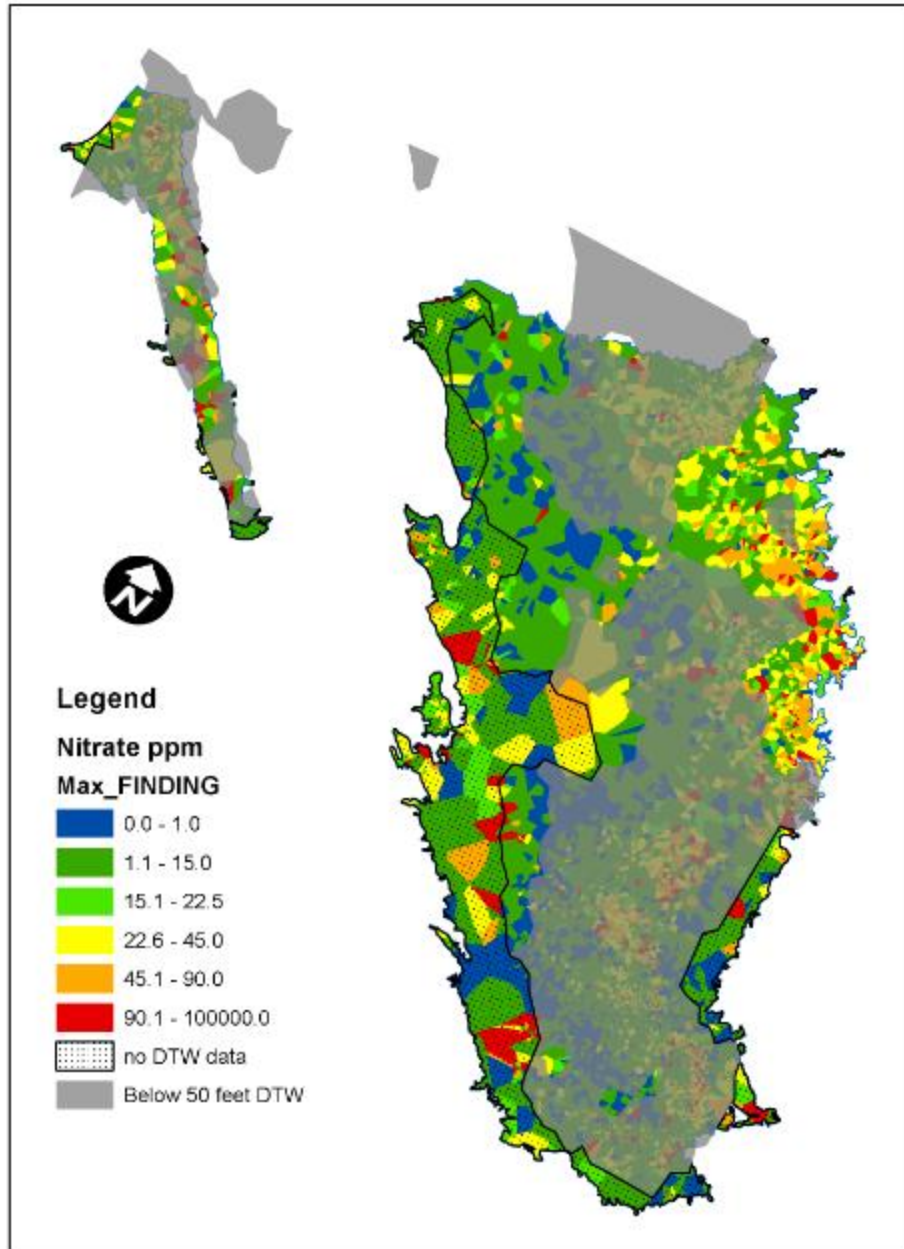 N
Legend
Nitrate ppm
Max_FINDING
0.0 - 1.0
1.1 - 15.0
15.1 - 22.5
22.6 - 45.0
45.1 - 90.0
90.1 - 100000.0
no DTW data
Below 50 feet DTW